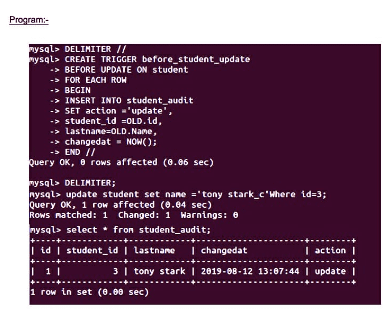 Program:-
mysql> DELIMITER //
mysql> CREATE TRIGGER before_student_update
    -> BEFORE UPDATE ON student
    -> FOR EACH ROW
    -> BEGIN
    -> INSERT INTO student_audit
    -> SET action ='update',
    -> student_id =OLD.id,
    -> lastname=OLD.Name,
    -> changedat = NOW();
    -> END //
Query OK, 0 rows affected (0.06 sec)
mysql> DELIMITER;
mysql> update student set name ='tony stark_c'Where id=3;
Query OK, 1 row affected (0.04 sec)
Rows matched: 1  Changed: 1  Warnings: 0
mysql> select * from student_audit;
+----+------------+------------+---------------------+--------+
| id | student_id | lastname   | changedat           | action |
+----+------------+------------+---------------------+--------+
|  1 |          3 | tony stark | 2019-08-12 13:07:44 | update |
+----+------------+------------+---------------------+--------+
1 row in set (0.00 sec)